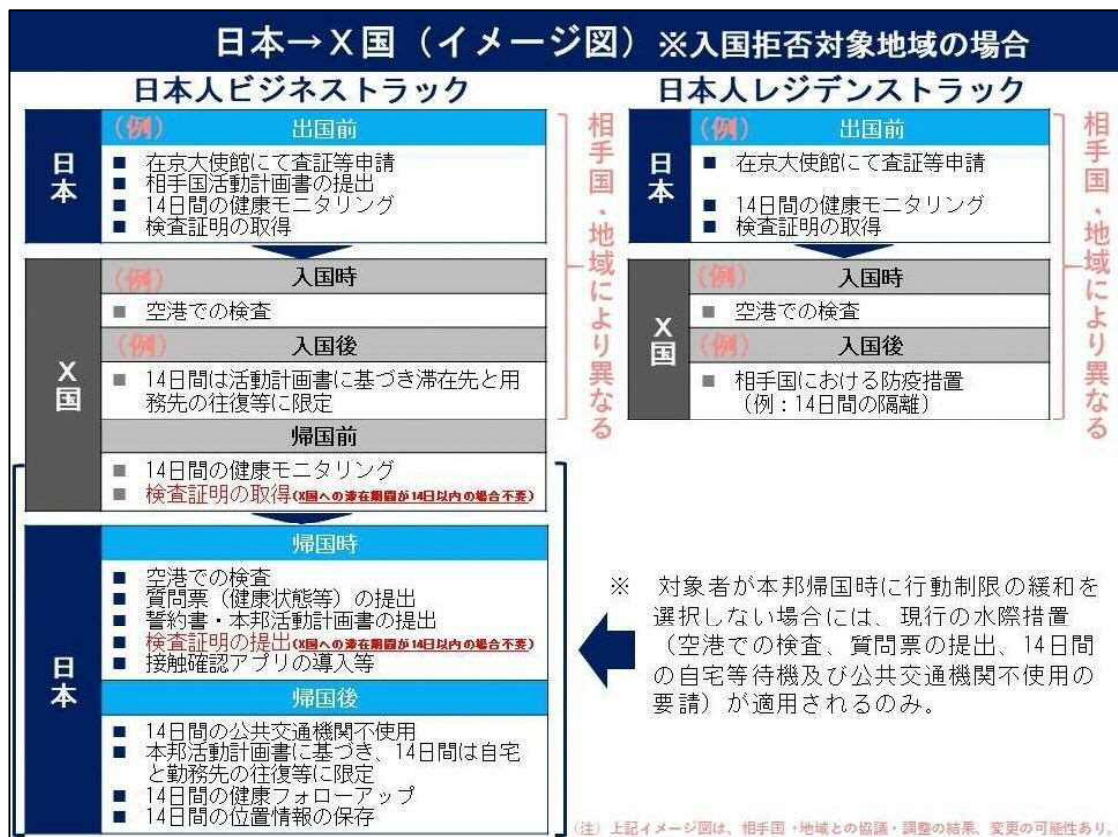 日本→X国（イメージ図）※入国拒否対象地域の場合
日本人ビジネストラック
日本
（例）
出国前
■ 在京大使館にて査証等申請
■ 相手国活動計画書の提出
■ 14日間の健康モニタリング
■ 検査証明の取得
X国
（例）
入国時
■ 空港での検査
（例）
入国後
■ 14日間は活動計画書に基づき滞在先と用
務先の往復等に限定
帰国前
■ 14日間の健康モニタリング
■ 検査証明の取得(X国への滞在期間が14日以内の場合不要)
相手国・地域により異なる
日本
帰国時
■ 空港での検査
■ 質問票（健康状態等）の提出
■ 誓約書・本邦活動計画書の提出
■ 検査証明の提出(X国への滞在期間が14日以内の場合不要)
■ 接触確認アプリの導入等
帰国後
■ 14日間の公共交通機関不使用
■ 本邦活動計画書に基づき、14日間は自宅
と勤務先の往復等に限定
■ 14日間の健康フォローアップ
■ 14日間の位置情報の保存
日本人レジデンストラック
日本
（例）
出国前
■ 在京大使館にて査証等申請
■ 14日間の健康モニタリング
■ 検査証明の取得
X国
（例）
入国時
■ 空港での検査
（例）
入国後
■ 相手国における防疫措置
（例：14日間の隔離）
相手国・地域により異なる
※ 対象者が本邦帰国時に行動制限の緩和を
選択しない場合には、現行の水際措置
（空港での検査、質問票の提出、14日間
の自宅等待機及び公共交通機関不使用の
要請）が適用されるのみ。
（注）上記イメージ図は、相手国・地域との協議・調整の結果、変更の可能性あり。